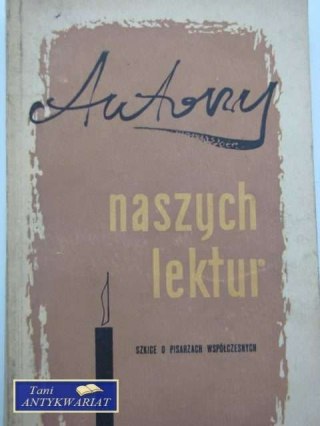 Autorzy
naszych
lektur
SZKICE O PISARZACH WSPÓŁCZESNYCH
Tani
ANTYKWARIAT